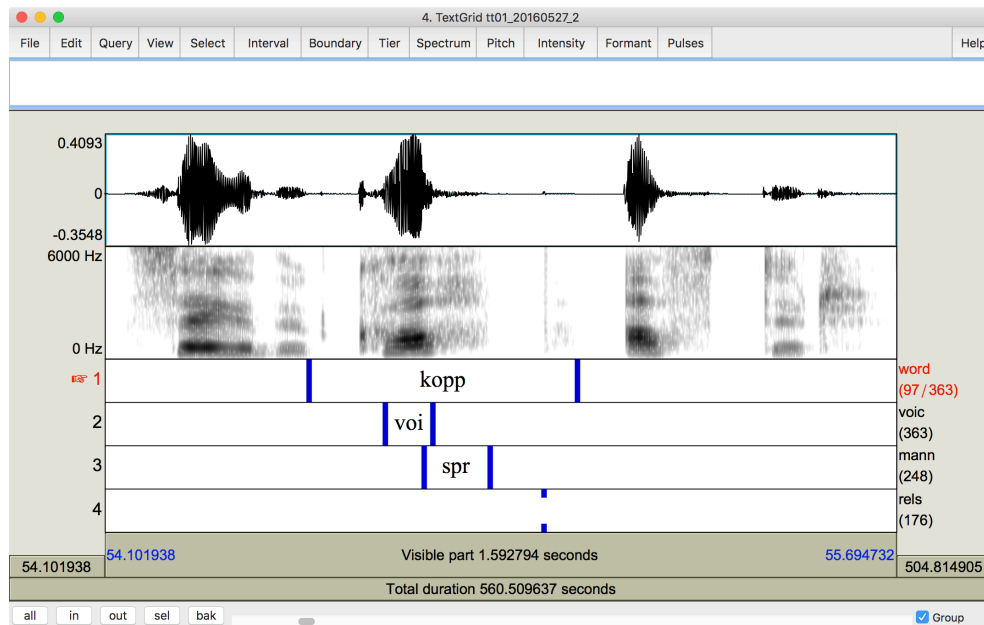 4. TextGrid tt01_20160527_2
File Edit Query View Select Interval Boundary Tier Spectrum Pitch Intensity Formant Pulses Help
0.4093
0
-0.3548
6000 Hz
0 Hz
1 kopp word
(97/363)
2 voi voic
(363)
3 spr mann
(248)
4 rels
(176)
54.101938 Visible part 1.592794 seconds 55.694732
54.101938 504.814905
Total duration 560.509637 seconds
all in out sel bak Group